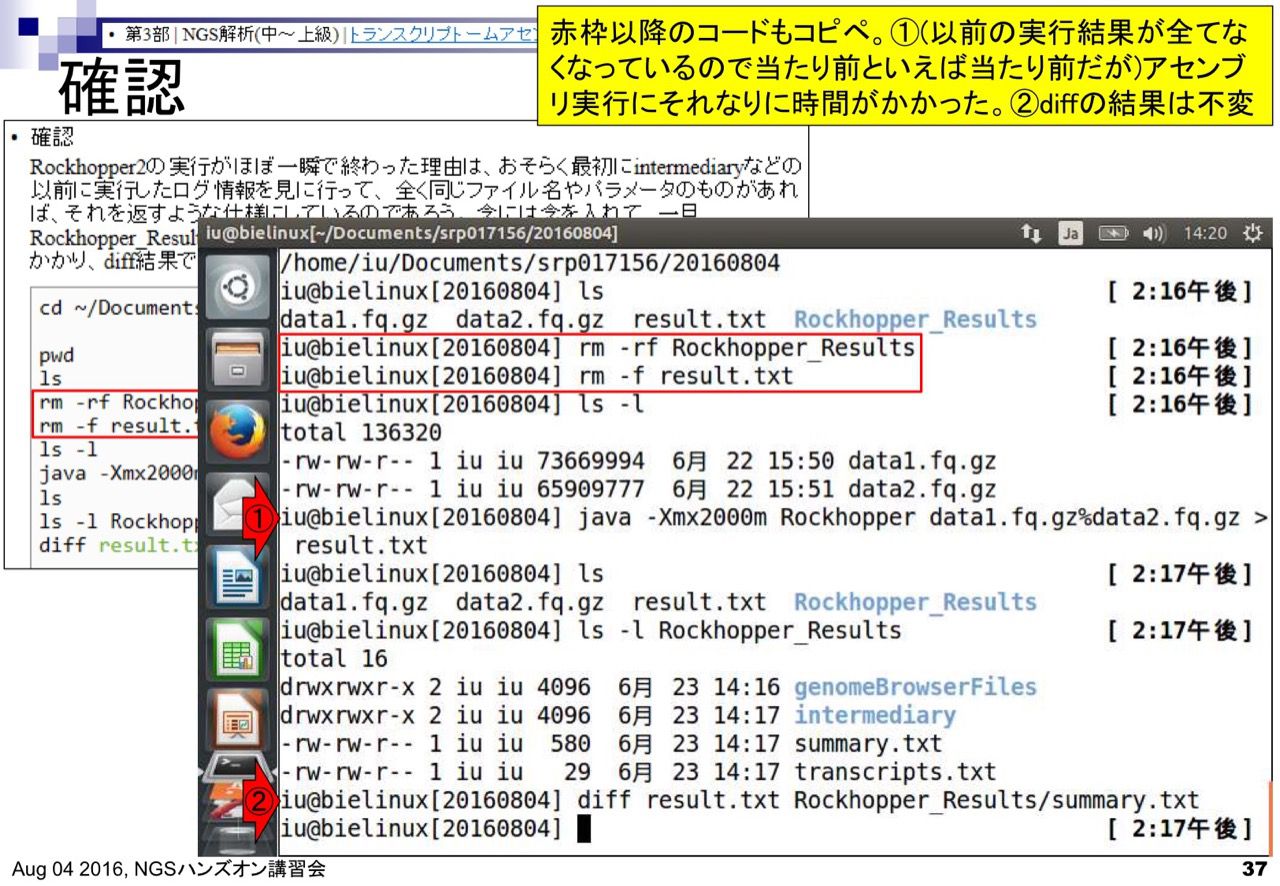 • 第3部 | NGS解析(中～上級) | トランスクリプトームアセン
赤枠以降のコードもコピペ。①(以前の実行結果が全てな
くなっているので当たり前といえば当たり前だが)アセンブ
リ実行にそれなりに時間がかかった。②diffの結果は不変
確認
• 確認
Rockhopper2の実行がほぼ一瞬で終わった理由は、おそらく最初にintermediaryなどの
以前に実行したログ情報を見に行って、全く同じファイル名やパラメータのものがあれ
ば、それを返すような仕様にしているのであろう。念には念を入れて、一旦
Rockhopper_Resul
かかり、diff結果で
cd ~/Documents
pwd
ls
rm -rf Rockhop
rm -f result.t
ls -l
java -Xmx2000m
ls
ls -l Rockhopp
diff result.tx
iu@bielinux[~/Documents/srp017156/20160804]
Ja
14:20
/home/iu/Documents/srp017156/20160804
iu@bielinux[20160804] ls [ 2:16午後]
data1.fq.gz data2.fq.gz result.txt Rockhopper_Results
iu@bielinux[20160804] rm -rf Rockhopper_Results [ 2:16午後]
iu@bielinux[20160804] rm -f result.txt [ 2:16午後]
iu@bielinux[20160804] ls -l [ 2:16午後]
total 136320
-rw-rw-r-- 1 iu iu 73669994 6月 22 15:50 data1.fq.gz
-rw-rw-r-- 1 iu iu 65909777 6月 22 15:51 data2.fq.gz
① iu@bielinux[20160804] java -Xmx2000m Rockhopper data1.fq.gz%data2.fq.gz >
result.txt
iu@bielinux[20160804] ls [ 2:17午後]
data1.fq.gz data2.fq.gz result.txt Rockhopper_Results
iu@bielinux[20160804] ls -l Rockhopper_Results [ 2:17午後]
total 16
drwxrwxr-x 2 iu iu 4096 6月 23 14:16 genomeBrowserFiles
drwxrwxr-x 2 iu iu 4096 6月 23 14:17 intermediary
-rw-rw-r-- 1 iu iu 580 6月 23 14:17 summary.txt
-rw-rw-r-- 1 iu iu 29 6月 23 14:17 transcripts.txt
② iu@bielinux[20160804] diff result.txt Rockhopper_Results/summary.txt
iu@bielinux[20160804] [ 2:17午後]
Aug 04 2016, NGSハンズオン講習会
37